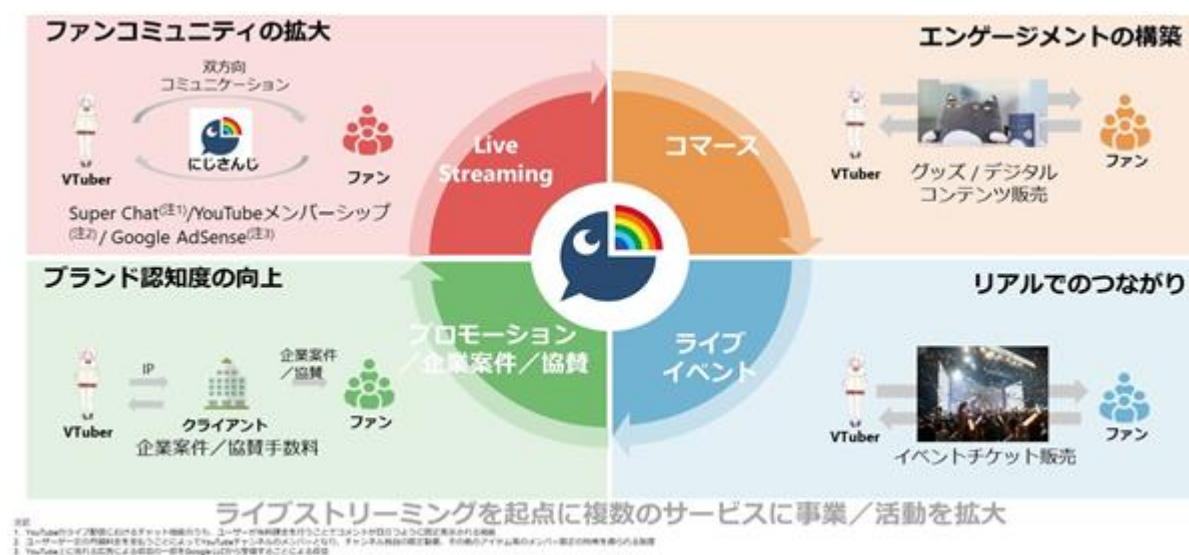 ファンコミュニティの拡大
双方向
コミュニケーション
にじさんじ
VTuber
ファン
Super Chat(注1)/YouTubeメンバーシップ
(注2)/ Google AdSense(注3)
Live
Streaming
エンゲージメントの構築
コマース
VTuber
ファン
グッズ / デジタル
コンテンツ販売
ブランド認知度の向上
IP
企業案件
／協賛
VTuber
クライアント
ファン
企業案件／協賛手数料
プロモーション
／企業案件／協賛
リアルでのつながり
ライブ
イベント
VTuber
ファン
イベントチケット販売
ライブストリーミングを起点に複数のサービスに事業／活動を拡大